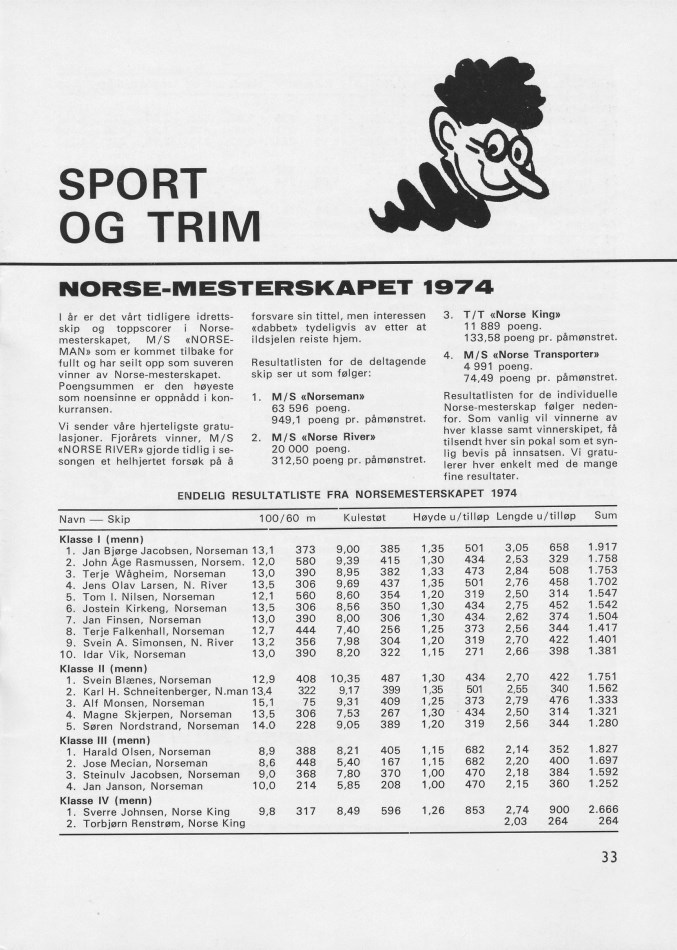 SPORT
OG TRIM
NORSE-MESTERSKAPET 1974
I år er det vårt tidligere idretts-
skip og toppscorer i Norse-
mesterskapet, M/S «NORSE-
MAN» som er kommet tilbake for
fullt og har seilt opp som suveren
vinner av Norse-mesterskapet.
Poengsummen er den høyeste
som noensinne er oppnådd i kon-
kurransen.
Vi sender våre hjerteligste gratu-
lasjoner. Fjorårets vinner, M/S
«NORSE RIVER» gjorde tidlig i se-
songen et helhjertet forsøk på å
forsvare sin tittel, men interessen
«dabbet» tydeligvis av etter at
ildsjelen reiste hjem.
Resultatlisten for de deltagende
skip ser ut som følger:
1. M/S «Norseman»
63 596 poeng.
949,1 poeng pr. påmønstret.
2. M/S «Norse River»
20 000 poeng.
312,50 poeng pr. påmønstret.
3. T/T «Norse King»
11 889 poeng.
133,58 poeng pr. påmønstret.
4. M/S «Norse Transporter»
4 991 poeng.
74,49 poeng pr. påmønstret.
Resultatlisten for de individuelle
Norse-mesterskap følger neden-
for. Som vanlig vil vinnerne av
hver klasse samt vinnerskipet, få
tilsendt hver sin pokal som et syn-
lig bevis på innsatsen. Vi gratu-
lerer hver enkelt med de mange
fine resultater.
ENDELIG RESULTATLISTE FRA NORSEMESTERSKAPET 1974
Navn — Skip 100/60 m Kulestøt Høyde u/tilløp Lengde u/tilløp Sum
Klasse I (menn)
1. Jan Bjørge Jacobsen, Norseman 13,1 373 9,00 385 1,35 501 3,05 658 1.917
2. John Åge Rasmussen, Norsem. 12,0 580 9,39 415 1,30 434 2,53 329 1.758
3. Terje Wågheim, Norseman 13,0 390 8,95 382 1,33 473 2,84 508 1.753
4. Jens Olav Larsen, N. River 13,5 306 9,69 437 1,35 501 2,76 458 1.702
5. Tom I. Nilsen, Norseman 12,1 560 8,60 354 1,20 319 2,50 314 1.547
6. Jostein Kirkeng, Norseman 13,5 306 8,56 350 1,30 434 2,75 452 1.542
7. Jan Finsen, Norseman 13,0 390 8,00 306 1,30 434 2,62 374 1.504
8. Terje Falkenhall, Norseman 12,7 444 7,40 256 1,25 373 2,56 344 1.417
9. Svein A. Simonsen, N. River 13,2 356 7,98 304 1,20 319 2,70 422 1.401
10. Idar Vik, Norseman 13,0 390 8,20 322 1,15 271 2,66 398 1.381
Klasse II (menn)
1. Svein Blænes, Norseman 12,9 408 10,35 487 1,30 434 2,70 422 1.751
2. Karl H. Schneitenberger, N.man 13,4 322 9,17 399 1,35 501 2,55 340 1.562
3. Alf Monsen, Norseman 15,1 75 9,31 409 1,25 373 2,79 476 1.333
4. Magne Skjerpen, Norseman 13,5 306 7,53 267 1,30 434 2,50 314 1.321
5. Søren Nordstrand, Norseman 14.0 228 9,05 389 1,20 319 2,56 344 1.280
Klasse III (menn)
1. Harald Olsen, Norseman 8,9 388 8,21 405 1,15 682 2,14 352 1.827
2. Jose Mecian, Norseman 8,6 448 5,40 167 1,15 682 2,20 400 1.697
3. Steinulv Jacobsen, Norseman 9,0 368 7,80 370 1,00 470 2,18 384 1.592
4. Jan Janson, Norseman 10,0 214 5,85 208 1,00 470 2,15 360 1.252
Klasse IV (menn)
1. Sverre Johnsen, Norse King 9,8 317 8,49 596 1,26 853 2,74 900 2.666
2. Torbjørn Renstrøm, Norse King 2,03 264 264
33